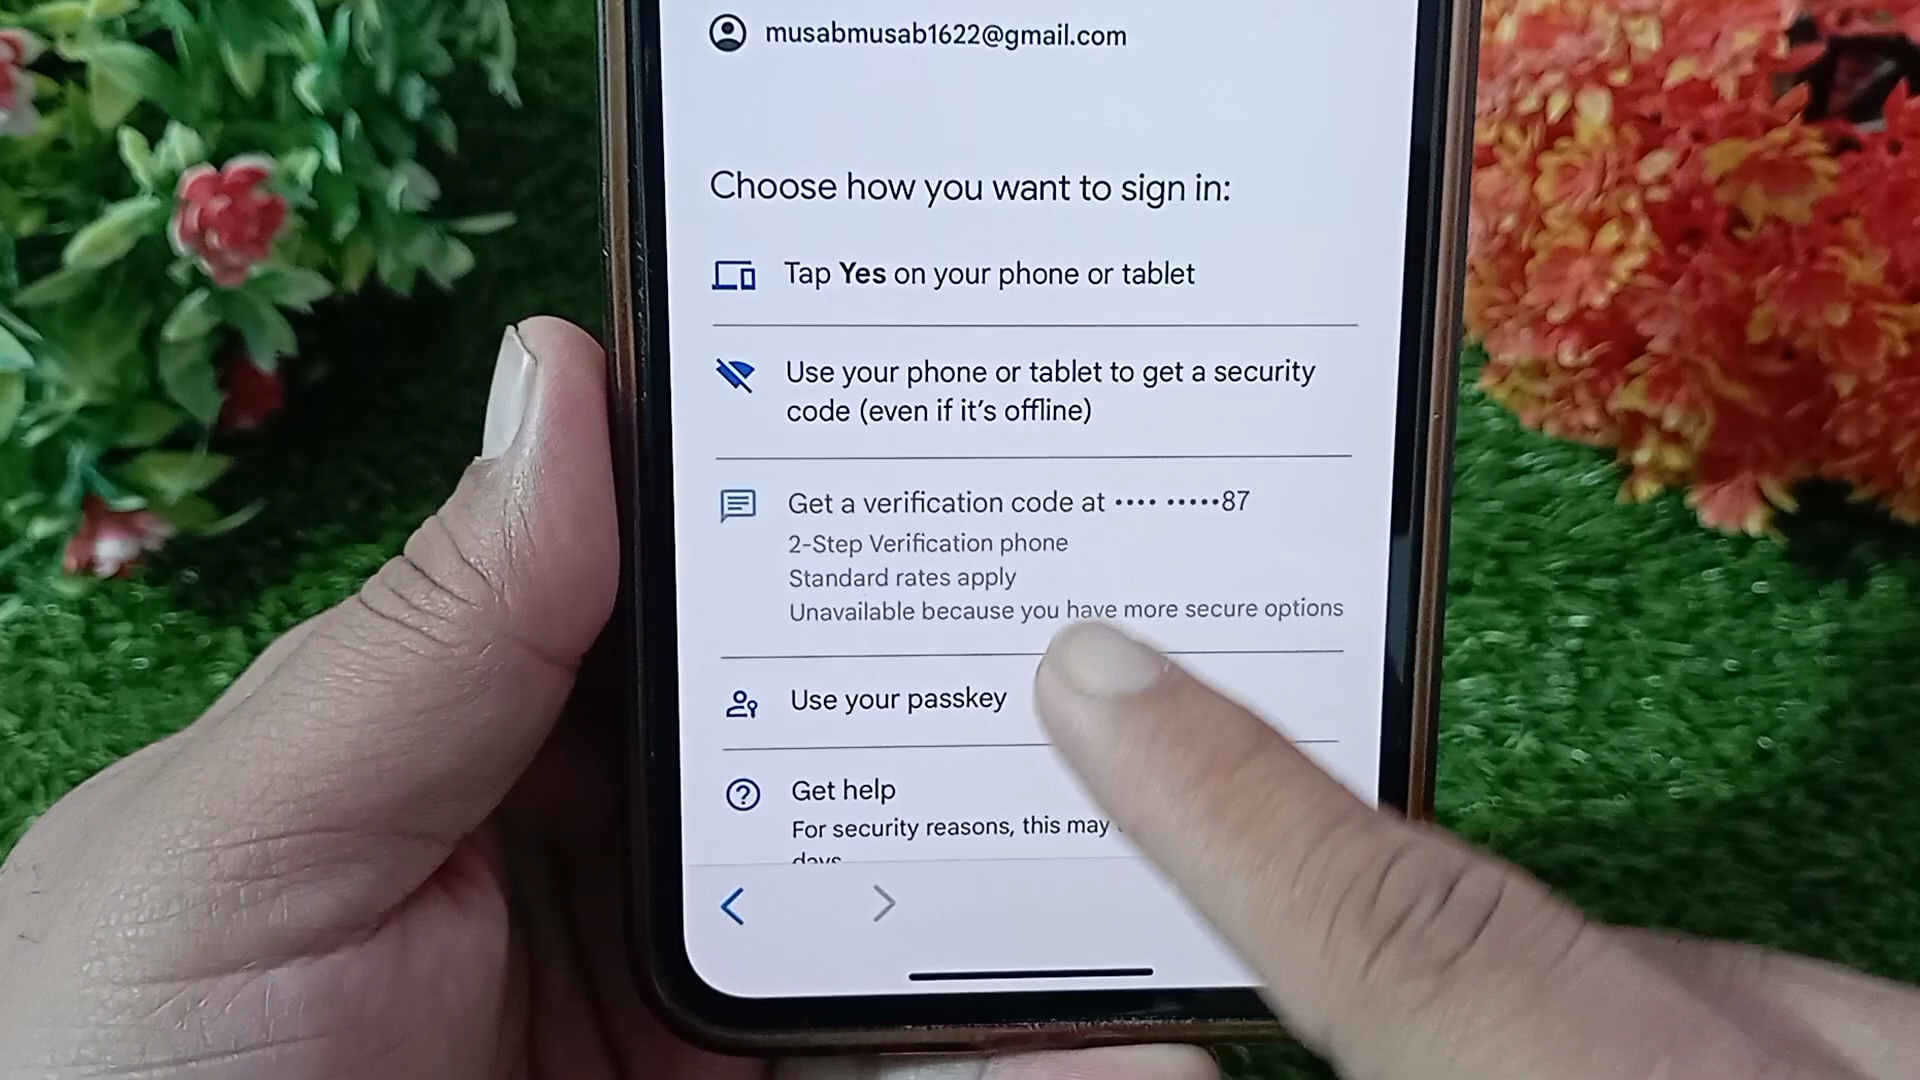 musabmusab1622@gmail.com
Choose how you want to sign in:
Tap Yes on your phone or tablet
Use your phone or tablet to get a security
code (even if it's offline)
Get a verification code at •••• •••••87
2-Step Verification phone
Standard rates apply
Unavailable because you have more secure options
Use your passkey
Get help
For security reasons, this may
days